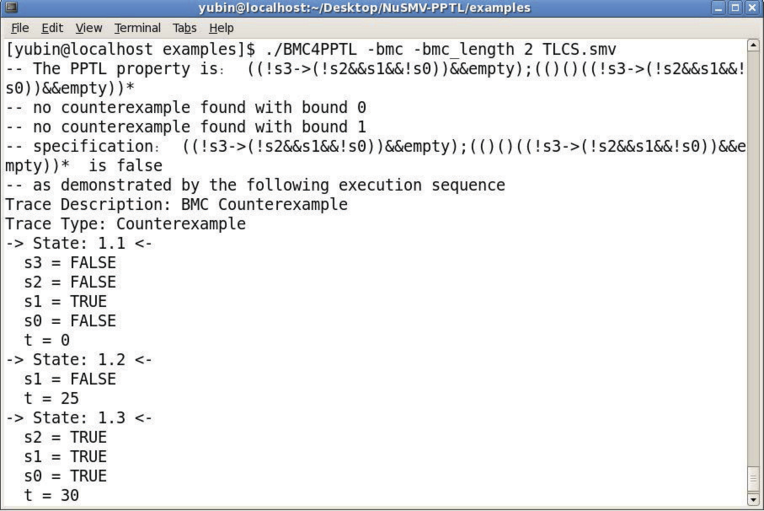 yubin@localhost:~/Desktop/NuSMV-PPTL/examples
File Edit View Terminal Tabs Help
[yubin@localhost examples]$ ./BMC4PPTL -bmc -bmc_length 2 TLCS.smv
-- The PPTL property is:  ((!s3->(!s2&&s1&&!s0))&&empty);(()()((!s3->(!s2&&s1&&!
s0))&&empty))*
-- no counterexample found with bound 0
-- no counterexample found with bound 1
-- specification:  ((!s3->(!s2&&s1&&!s0))&&empty);(()()((!s3->(!s2&&s1&&!s0))&&e
mpty))*  is false
-- as demonstrated by the following execution sequence
Trace Description: BMC Counterexample
Trace Type: Counterexample
-> State: 1.1 <-
  s3 = FALSE
  s2 = FALSE
  s1 = TRUE
  s0 = FALSE
  t = 0
-> State: 1.2 <-
  s1 = FALSE
  t = 25
-> State: 1.3 <-
  s2 = TRUE
  s1 = TRUE
  s0 = TRUE
  t = 30